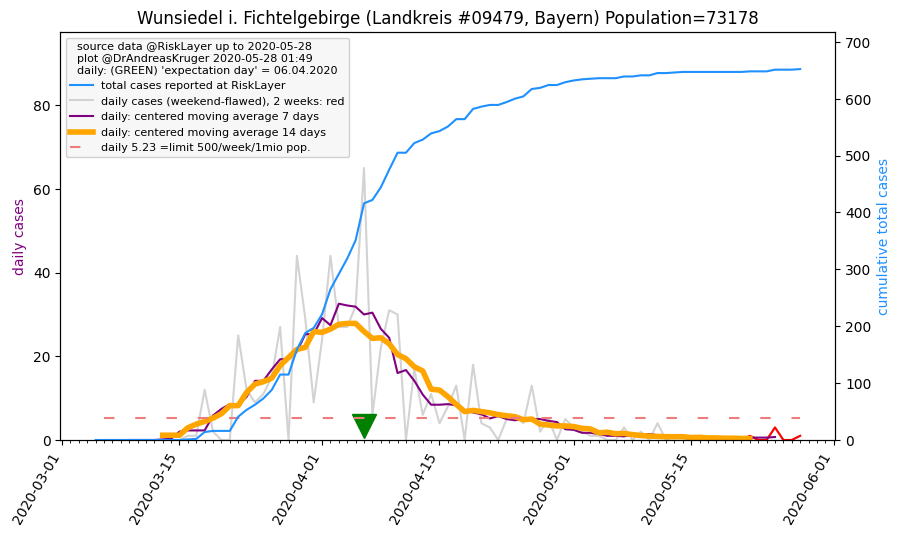 Wunsiedel i. Fichtelgebirge (Landkreis #09479, Bayern) Population=73178
source data @RiskLayer up to 2020-05-28
plot @DrAndreasKruger 2020-05-28 01:49
daily: (GREEN) 'expectation day' = 06.04.2020
total cases reported at RiskLayer
daily cases (weekend-flawed), 2 weeks: red
daily: centered moving average 7 days
daily: centered moving average 14 days
daily 5.23 =limit 500/week/1mio pop.
daily cases
80
60
40
20
0
cumulative total cases
700
600
500
400
300
200
100
0
2020-03-01
2020-03-15
2020-04-01
2020-04-15
2020-05-01
2020-05-15
2020-06-01